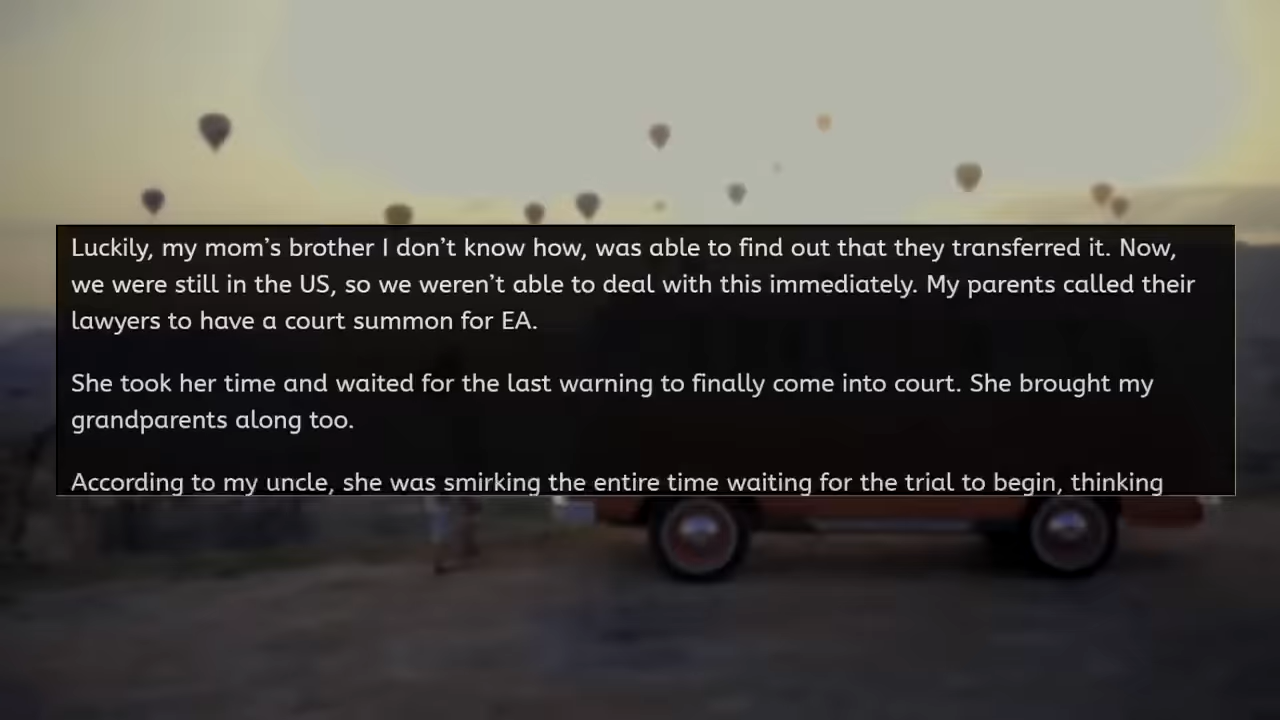 Luckily, my mom’s brother I don’t know how, was able to find out that they transferred it. Now,
we were still in the US, so we weren’t able to deal with this immediately. My parents called their
lawyers to have a court summon for EA.
She took her time and waited for the last warning to finally come into court. She brought my
grandparents along too.
According to my uncle, she was smirking the entire time waiting for the trial to begin, thinking